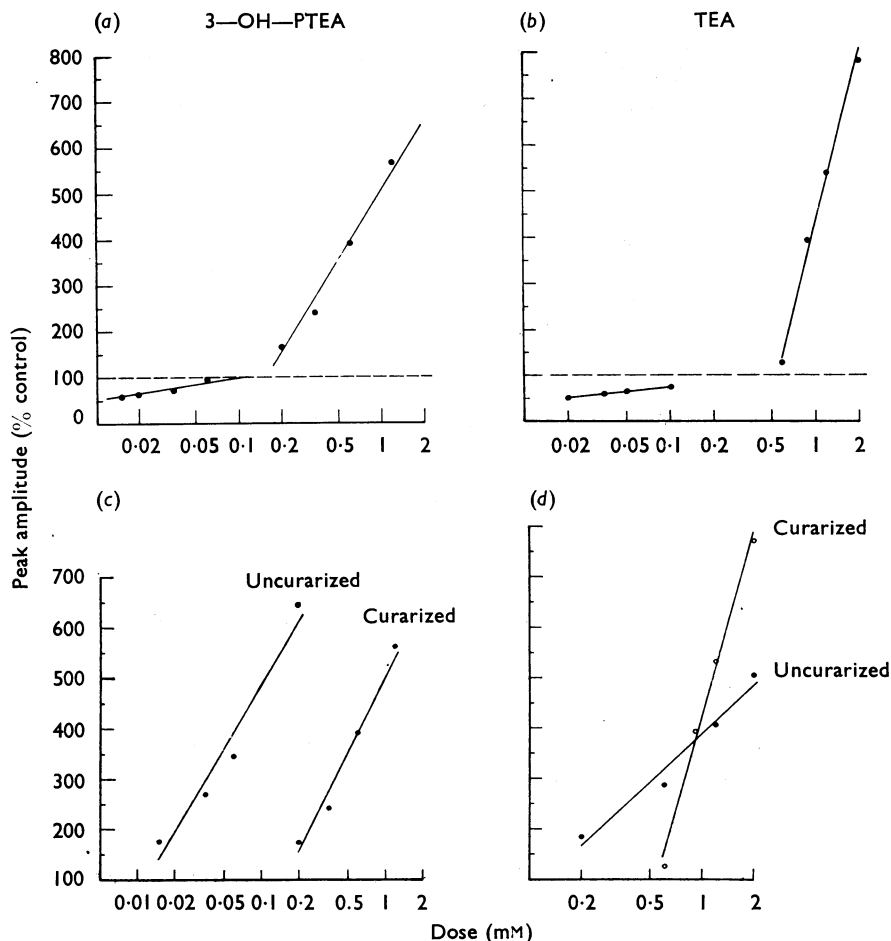 (a) 3—OH—PTEA
(b) TEA
800
700
600
500
400
300
200
100
0
0·02 0·05 0·1 0·2 0·5 1 2
0·02 0·05 0·1 0·2 0·5 1 2
Peak amplitude (% control)
(c)
(d)
700
600
500
400
300
200
100
Uncurarized
Curarized
Curarized
Uncurarized
0·01 0·02 0·05 0·1 0·2 0·5 1 2
0·2 0·5 1 2
Dose (mM)